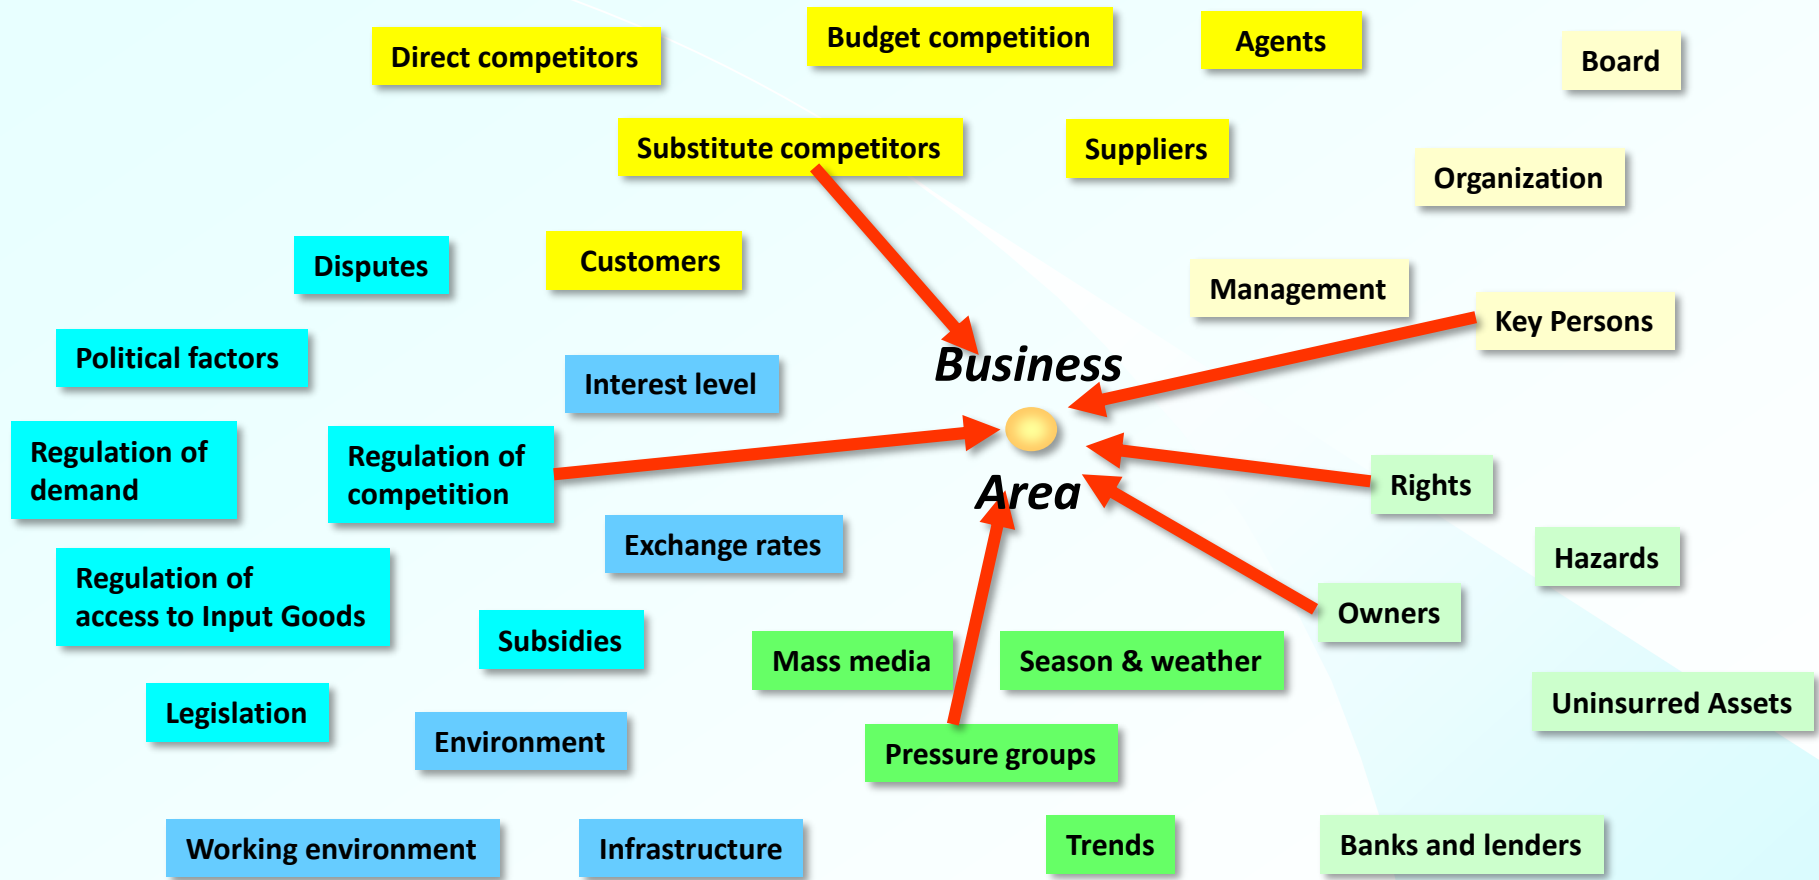 Budget competition
Agents
Direct competitors
Board
Substitute competitors
Suppliers
Organization
Disputes
Customers
Management
Key Persons
Political factors
Business
Interest level
Regulation of
demand
Regulation of
competition
Area
Rights
Exchange rates
Hazards
Regulation of
access to Input Goods
Owners
Subsidies
Mass media
Season & weather
Legislation
Uninsurred Assets
Environment
Pressure groups
Working environment
Infrastructure
Trends
Banks and lenders